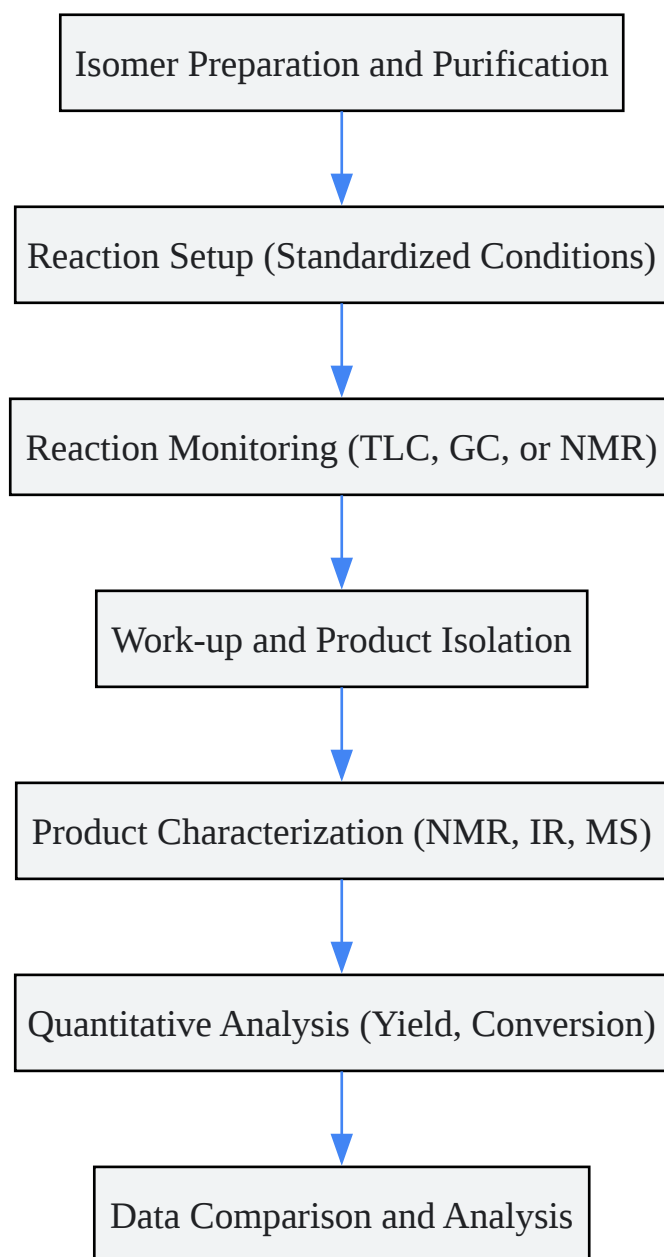 Isomer Preparation and Purification
Reaction Setup (Standardized Conditions)
Reaction Monitoring (TLC, GC, or NMR)
Work-up and Product Isolation
Product Characterization (NMR, IR, MS)
Quantitative Analysis (Yield, Conversion)
Data Comparison and Analysis